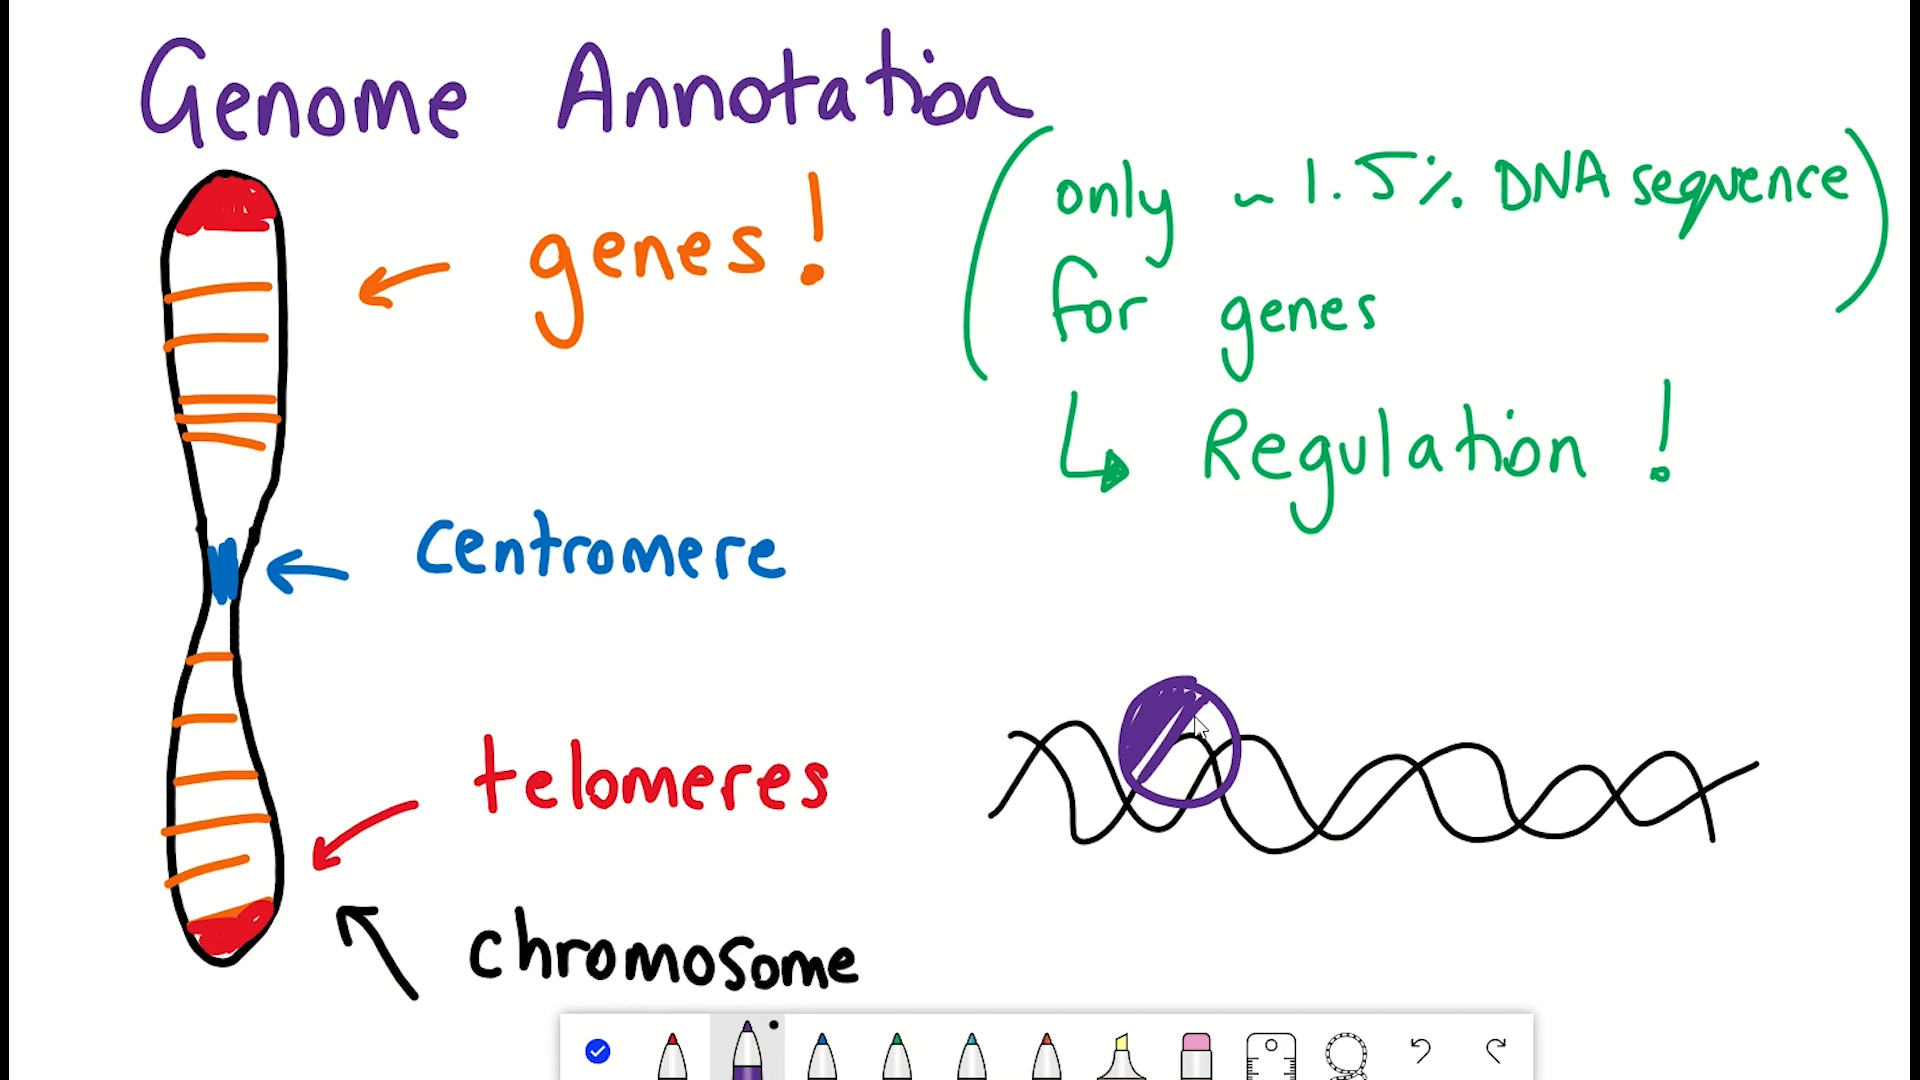 Genome Annotation
genes!
(only ~1.5% DNA sequence
for genes)
↳ Regulation!
centromere
telomeres
chromosome